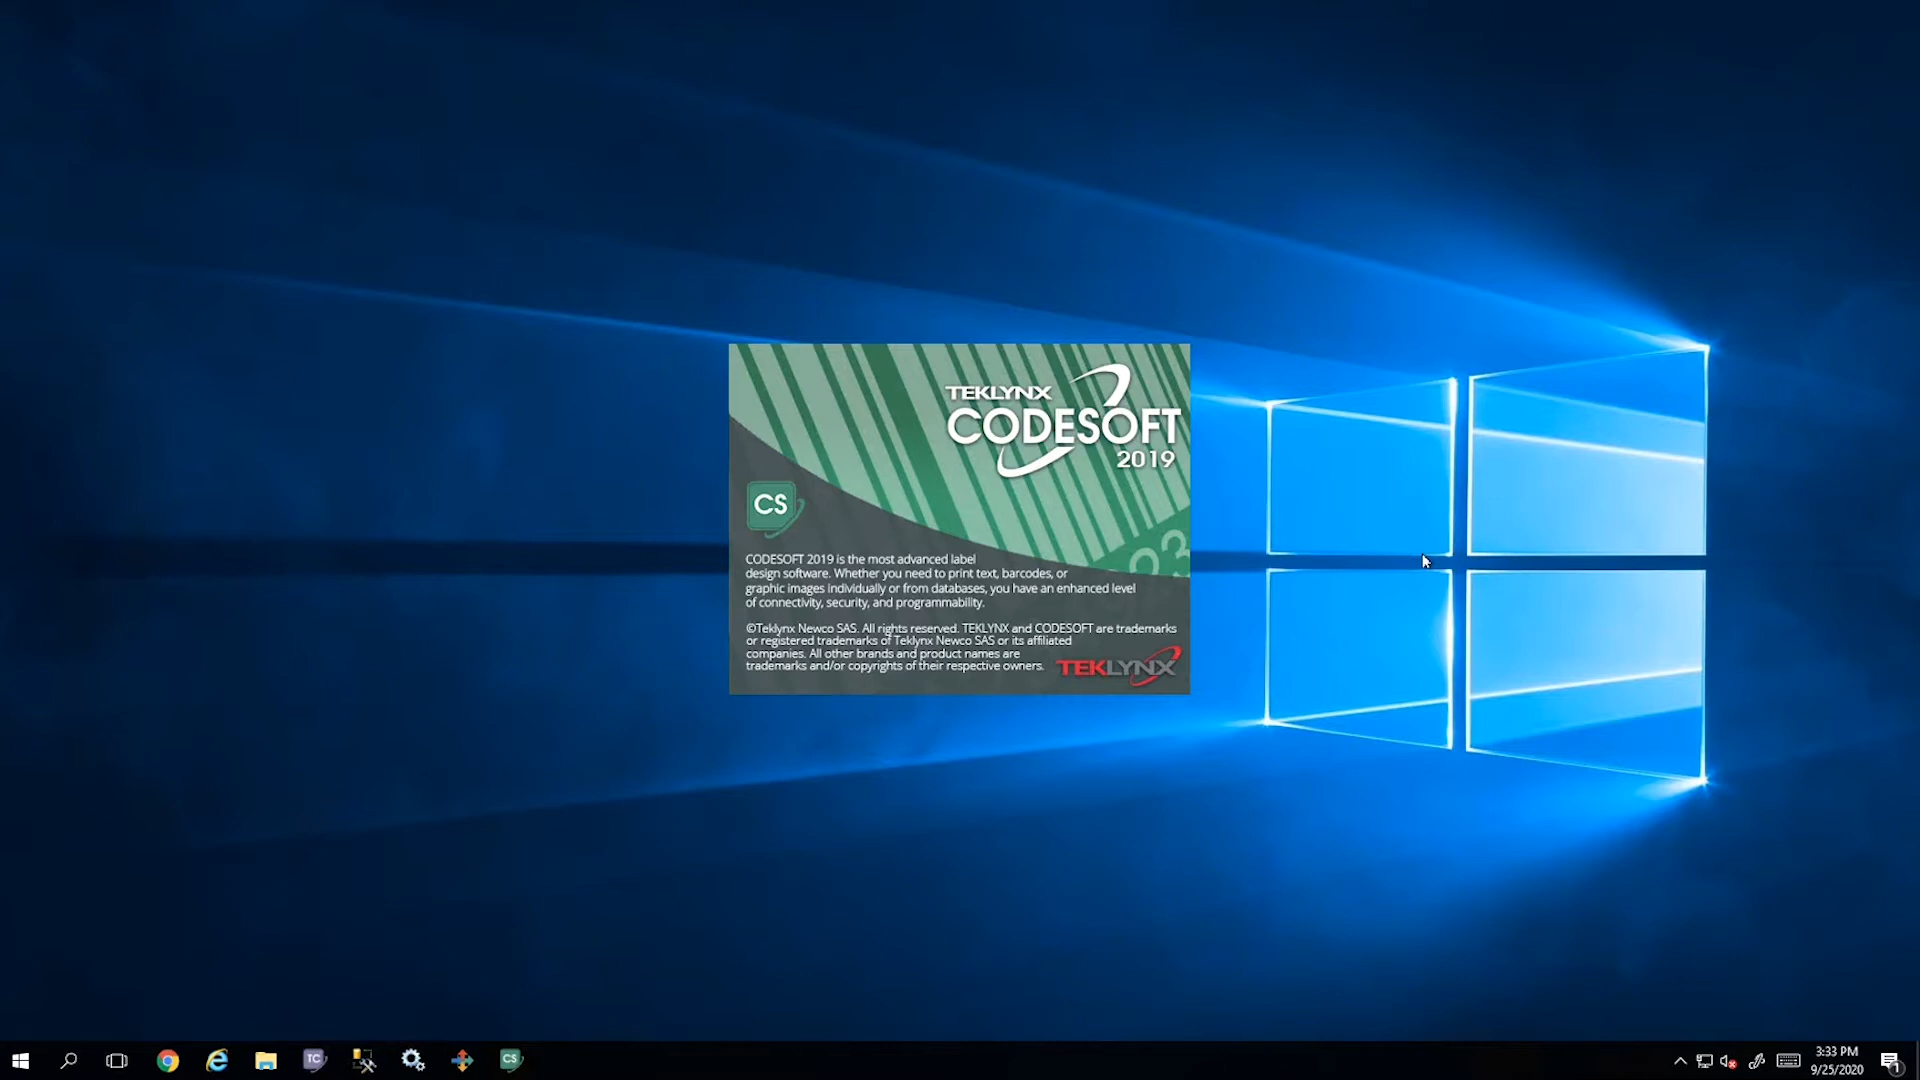 TEKLYNX
CODESOFT
2019
CS
CODESOFT 2019 is the most advanced label
design software. Whether you need to print text, barcodes, or
graphic images individually or from databases, you have an enhanced level
of connectivity, security, and programmability.
©Teklynx Newco SAS. All rights reserved. TEKLYNX and CODESOFT are trademarks
or registered trademarks of Teklynx Newco SAS or its affiliated
companies. All other brands and product names are
trademarks and/or copyrights of their respective owners.
TEKLYNX
TC
CS
3:33 PM
9/25/2020
1